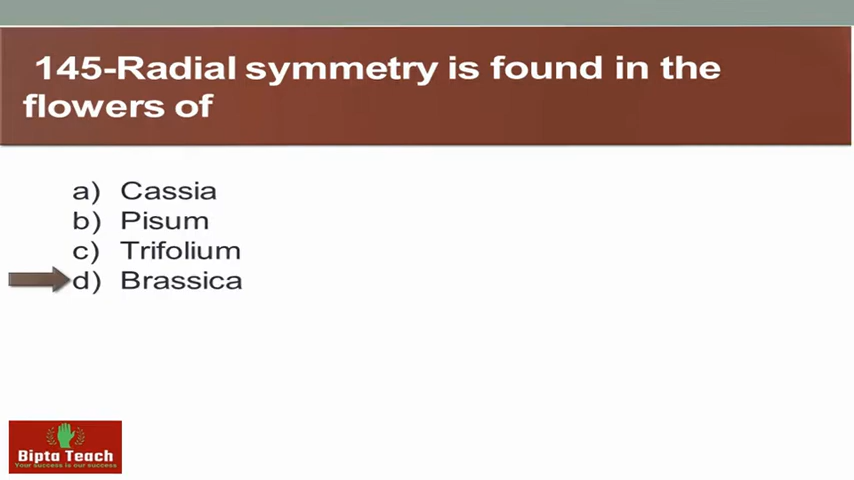 145-Radial symmetry is found in the
flowers of
a) Cassia
b) Pisum
c) Trifolium
d) Brassica
Bipta Teach
Your success is our success